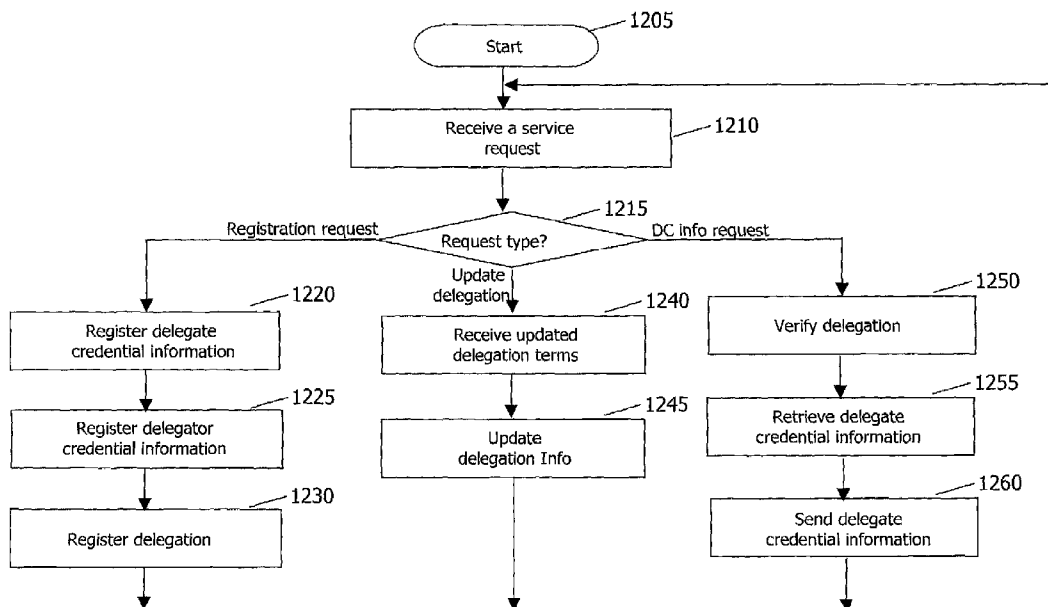 1205
Start
Receive a service
request
1210
1215
Registration request
Request type?
DC info request
Update
delegation
1220
Register delegate
credential information
1240
Receive updated
delegation terms
1250
Verify delegation
1225
Register delegator
credential information
1245
Update
delegation Info
1255
Retrieve delegate
credential information
1230
Register delegation
1260
Send delegate
credential information